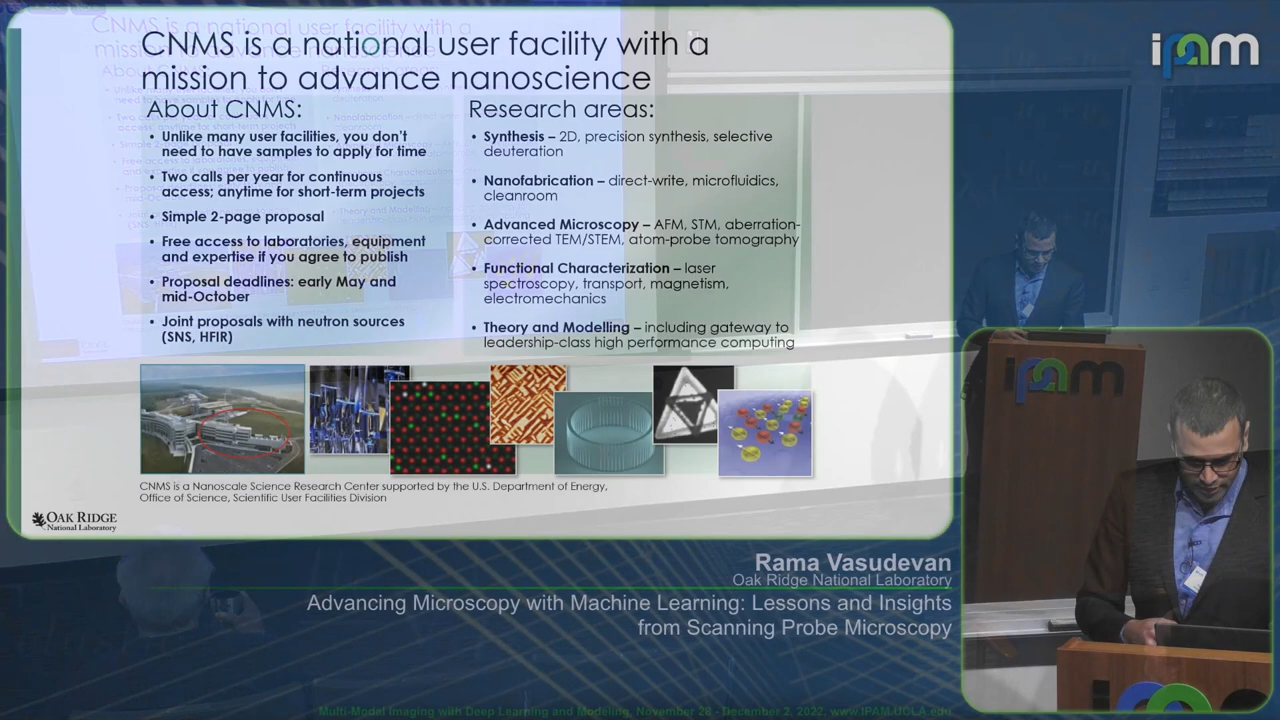 CNMS is a national user facility with a
mission to advance nanoscience
About CNMS:
• Unlike many user facilities, you don't
need to have samples to apply for time
• Two calls per year for continuous
access; anytime for short-term projects
• Simple 2-page proposal
• Free access to laboratories, equipment
and expertise if you agree to publish
• Proposal deadlines: early May and
mid-October
• Joint proposals with neutron sources
(SNS, HFIR)
Research areas:
• Synthesis – 2D, precision synthesis, selective
deuteration
• Nanofabrication – direct-write, microfluidics,
cleanroom
• Advanced Microscopy – AFM, STM, aberration-
corrected TEM/STEM, atom-probe tomography
• Functional Characterization – laser
spectroscopy, transport, magnetism,
electromechanics
• Theory and Modelling – including gateway to
leadership-class high performance computing
CNMS is a Nanoscale Science Research Center supported by the U.S. Department of Energy,
Office of Science, Scientific User Facilities Division
OAK RIDGE
National Laboratory
ipam
ipam
Rama Vasudevan
Oak Ridge National Laboratory
Advancing Microscopy with Machine Learning: Lessons and Insights
from Scanning Probe Microscopy
Multi-Modal Imaging with Deep Learning and Modeling, November 28 - December 2, 2022, www.IPAM.UCLA.edu